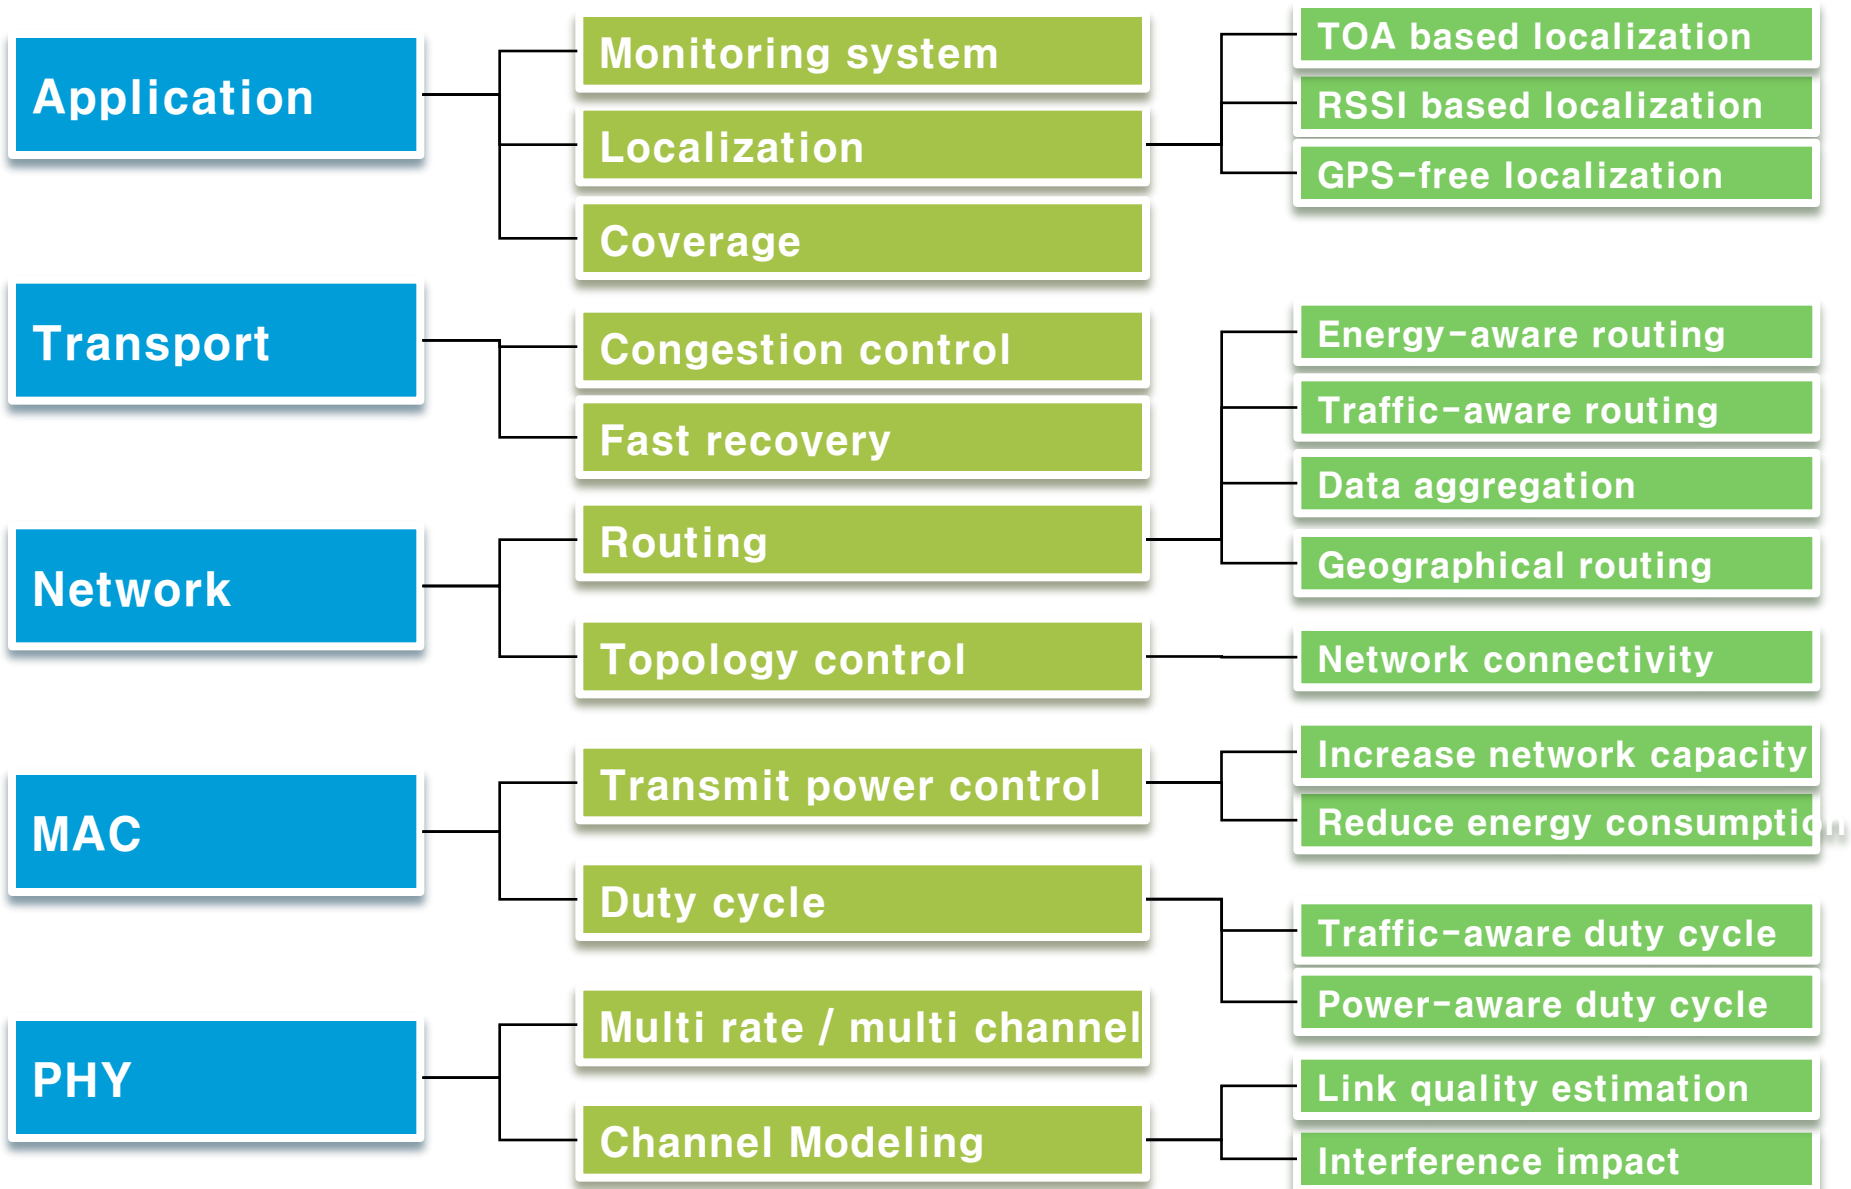 Application
Monitoring system
Localization
TOA based localization
RSSI based localization
GPS-free localization
Coverage
Transport
Congestion control
Fast recovery
Network
Routing
Energy-aware routing
Traffic-aware routing
Data aggregation
Geographical routing
Topology control
Network connectivity
MAC
Transmit power control
Increase network capacity
Reduce energy consumption
Duty cycle
Traffic-aware duty cycle
Power-aware duty cycle
PHY
Multi rate / multi channel
Channel Modeling
Link quality estimation
Interference impact